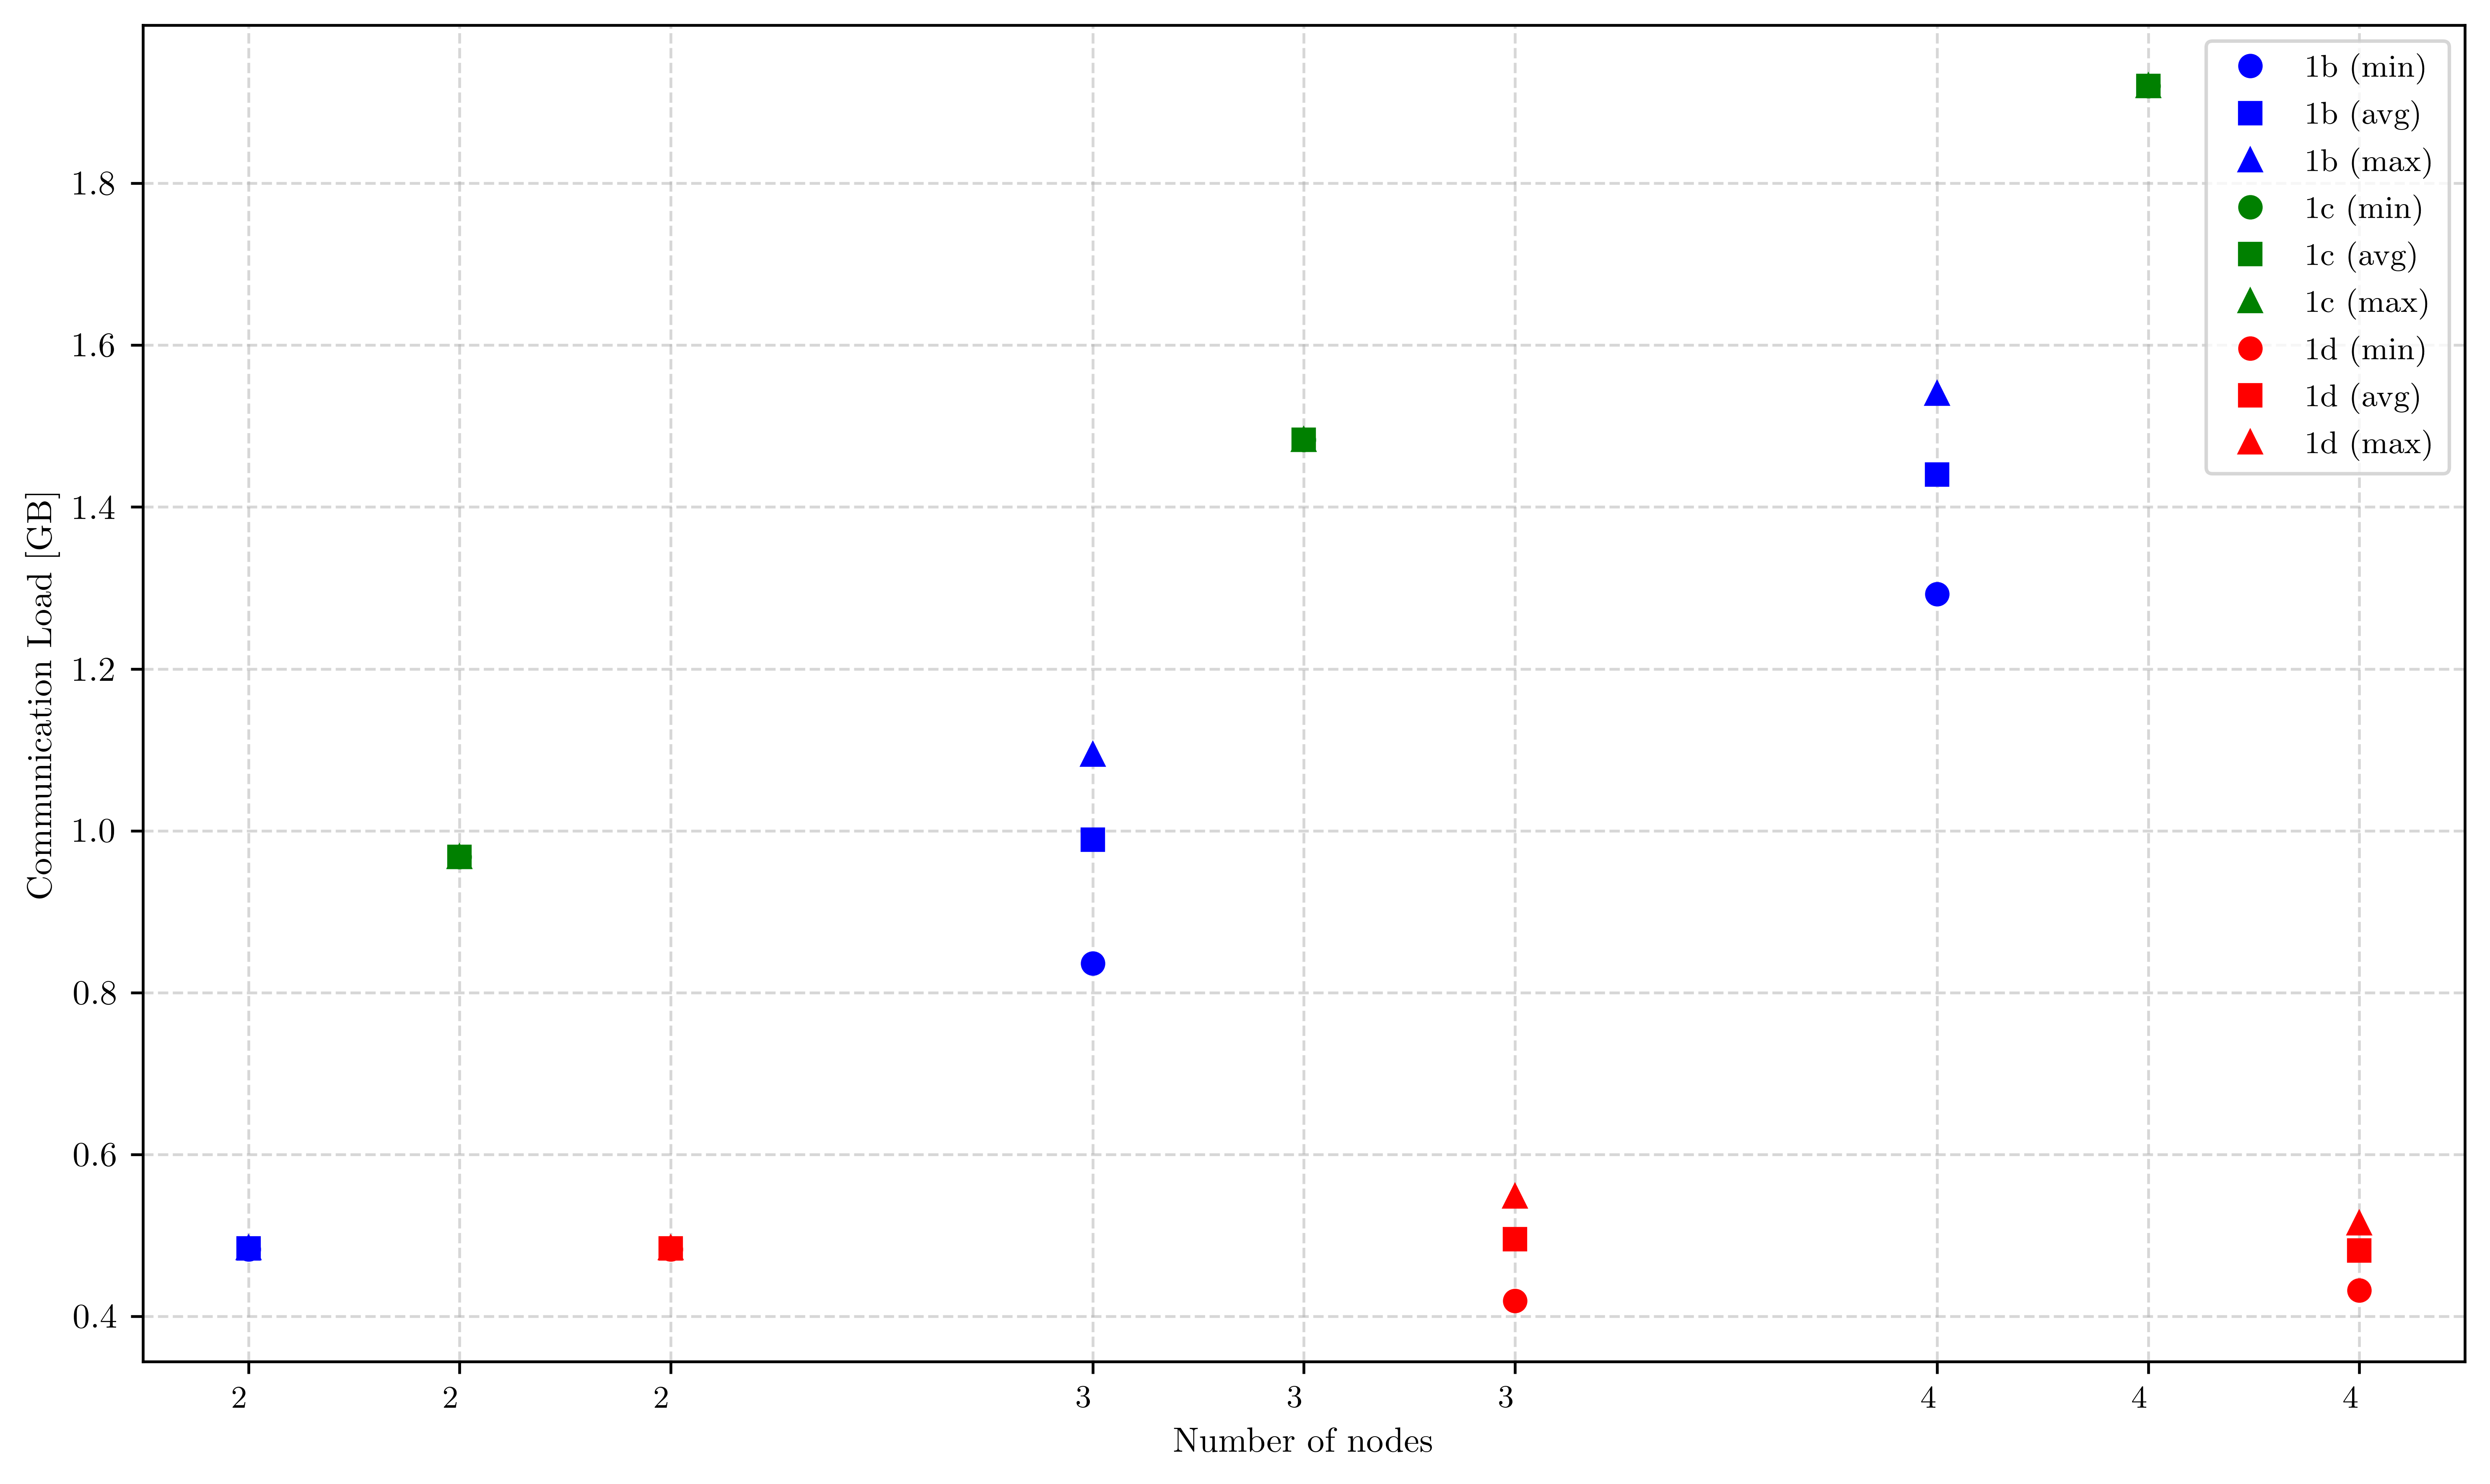 1b (min)
1b (avg)
1b (max)
1c (min)
1c (avg)
1c (max)
1d (min)
1d (avg)
1d (max)
1.8
1.6
1.4
1.2
1.0
0.8
0.6
0.4
Communication Load [GB]
2 2 2 3 3 3 4 4 4
Number of nodes